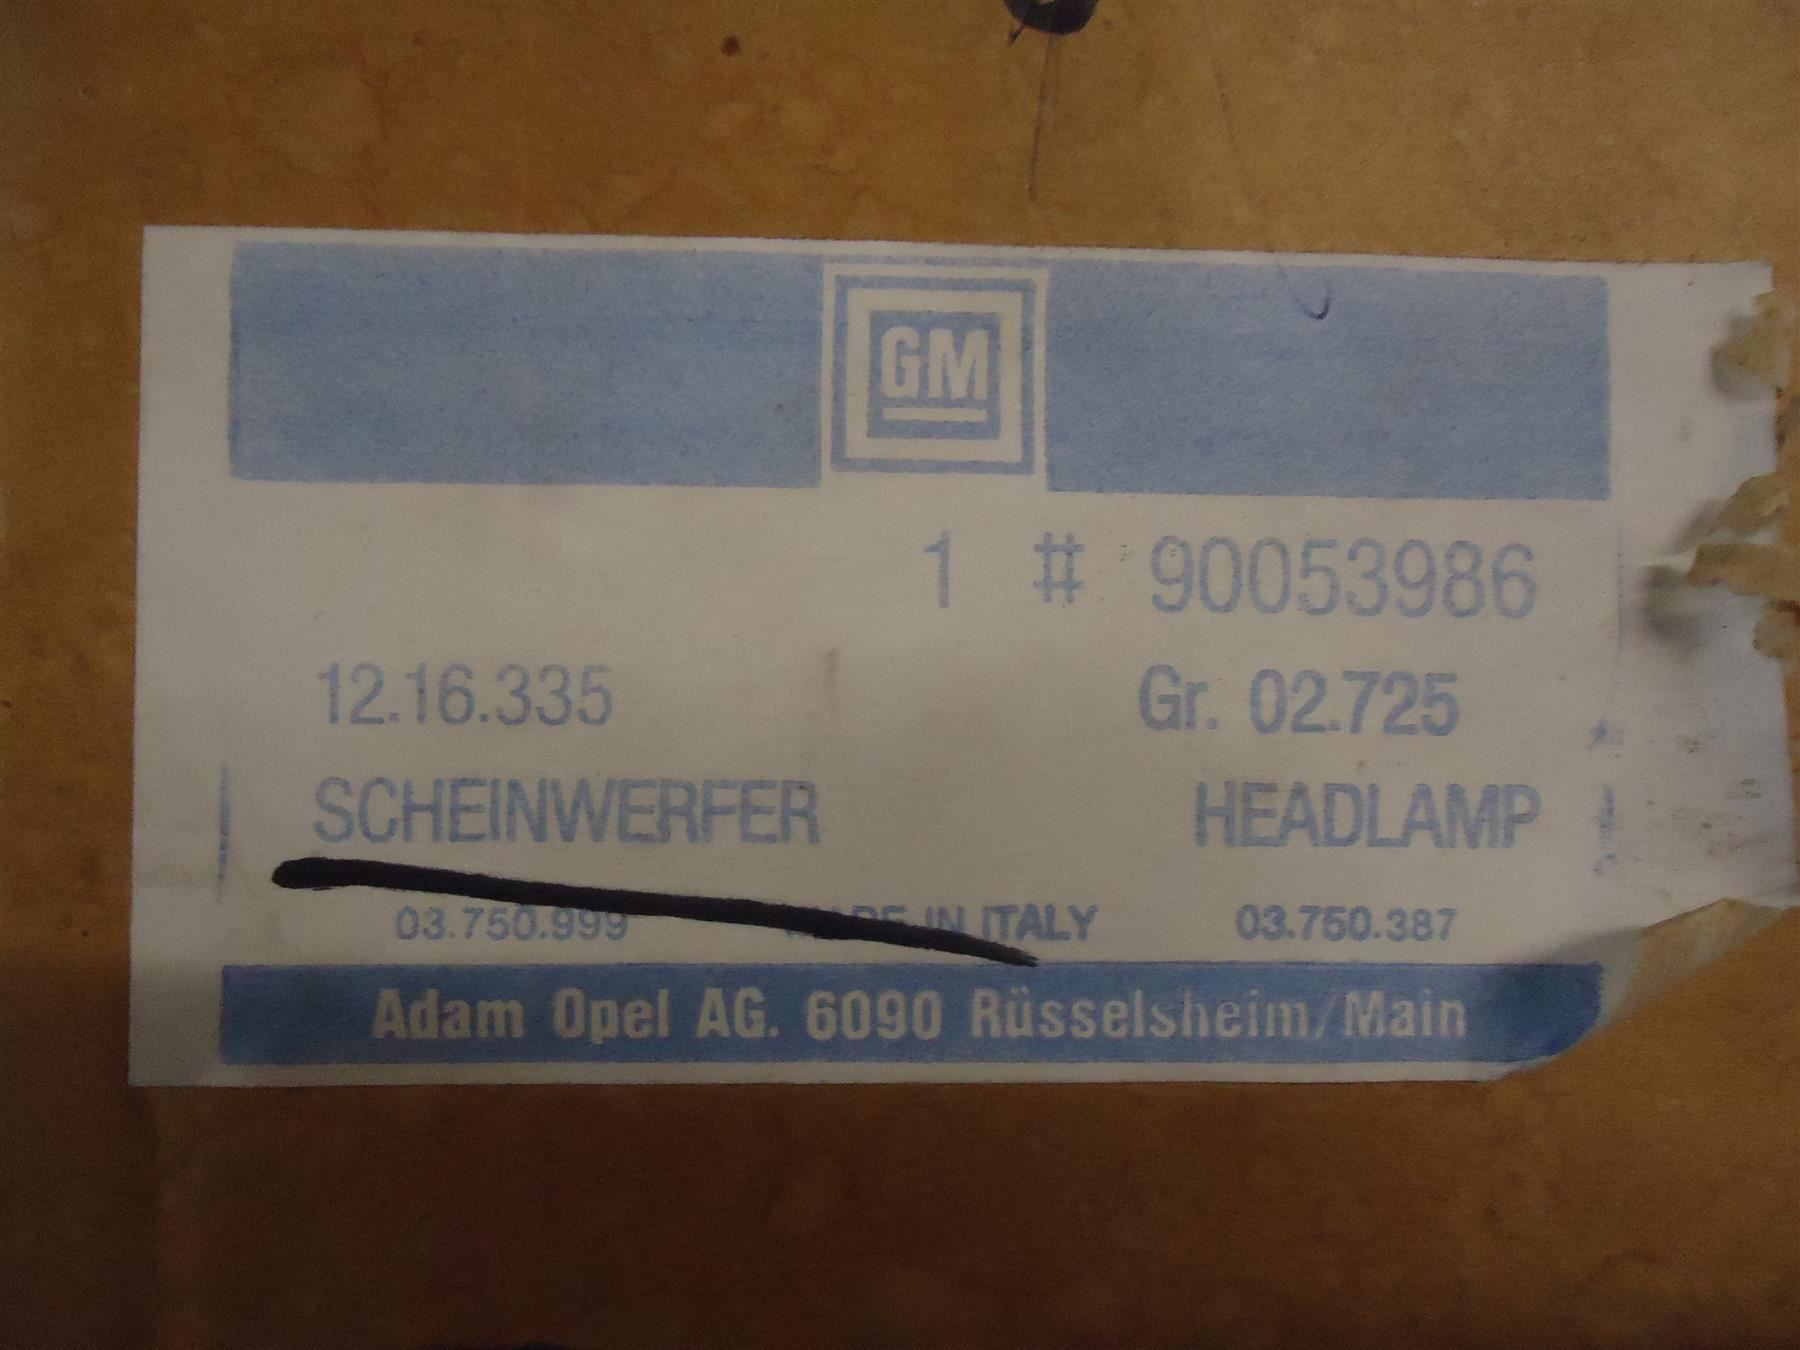 GM
1 # 90053986
12.16.335 Gr. 02.725
SCHEINWERFER HEADLAMP
03.750.999 MADE IN ITALY 03.750.387
Adam Opel AG. 6090 Rüsselsheim/Main